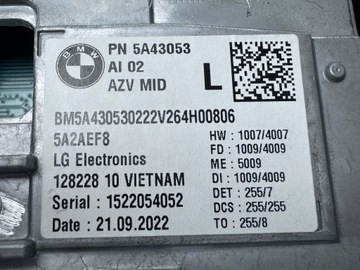 BMW
PN 5A43053
AI 02
AZV MID
L
BM5A430530222V264H00806
5A2AEF8
LG Electronics
128228 10 VIETNAM
Serial : 1522054052
Date : 21.09.2022
HW : 1007/4007
FD : 1009/4009
ME : 5009
DI : 1009/4009
DET : 255/7
DCS : 255/255
TO : 255/8